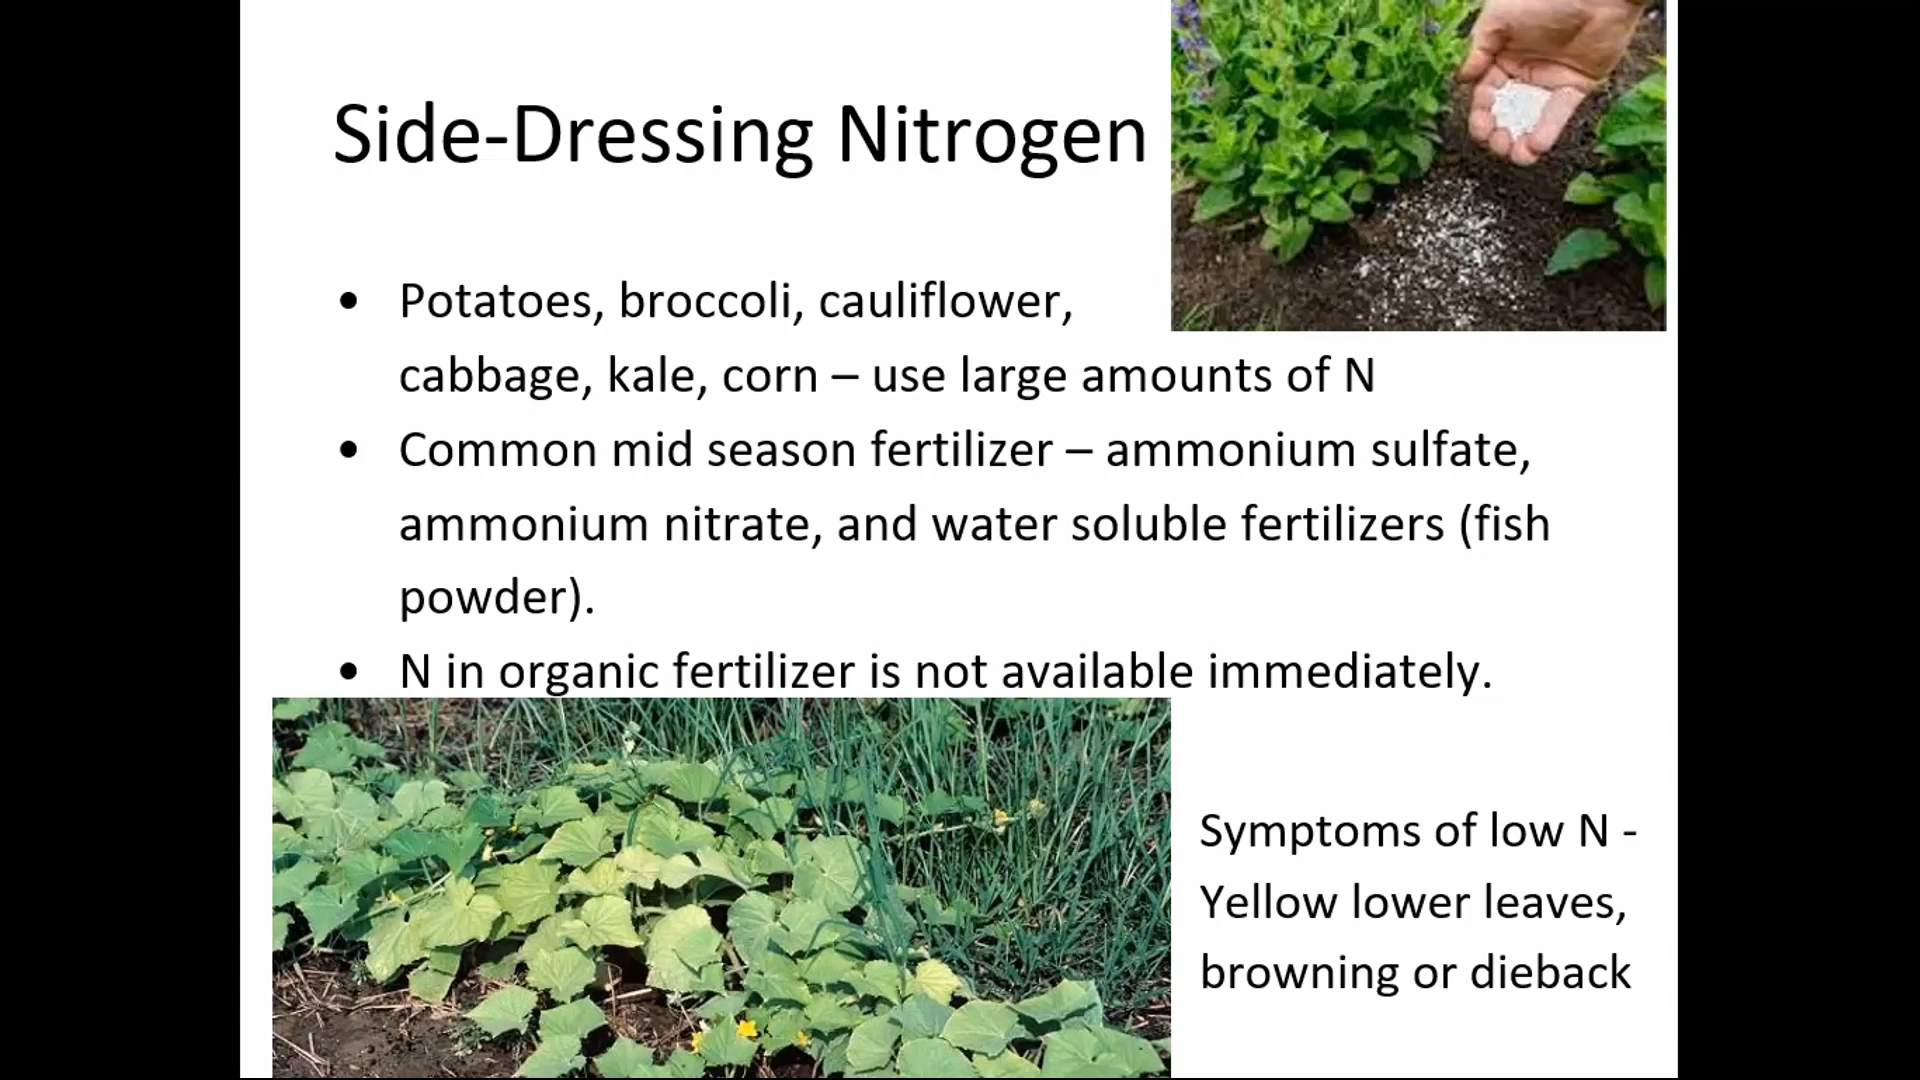 Side-Dressing Nitrogen
• Potatoes, broccoli, cauliflower,
cabbage, kale, corn – use large amounts of N
• Common mid season fertilizer – ammonium sulfate,
ammonium nitrate, and water soluble fertilizers (fish
powder).
• N in organic fertilizer is not available immediately.
Symptoms of low N -
Yellow lower leaves,
browning or dieback